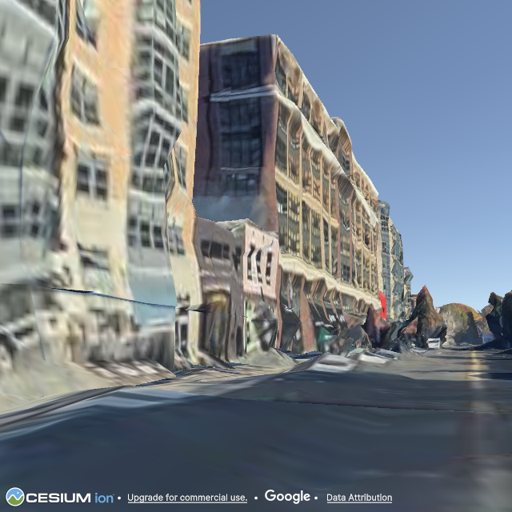 CESIUM ion • Upgrade for commercial use. • Google • Data Attribution